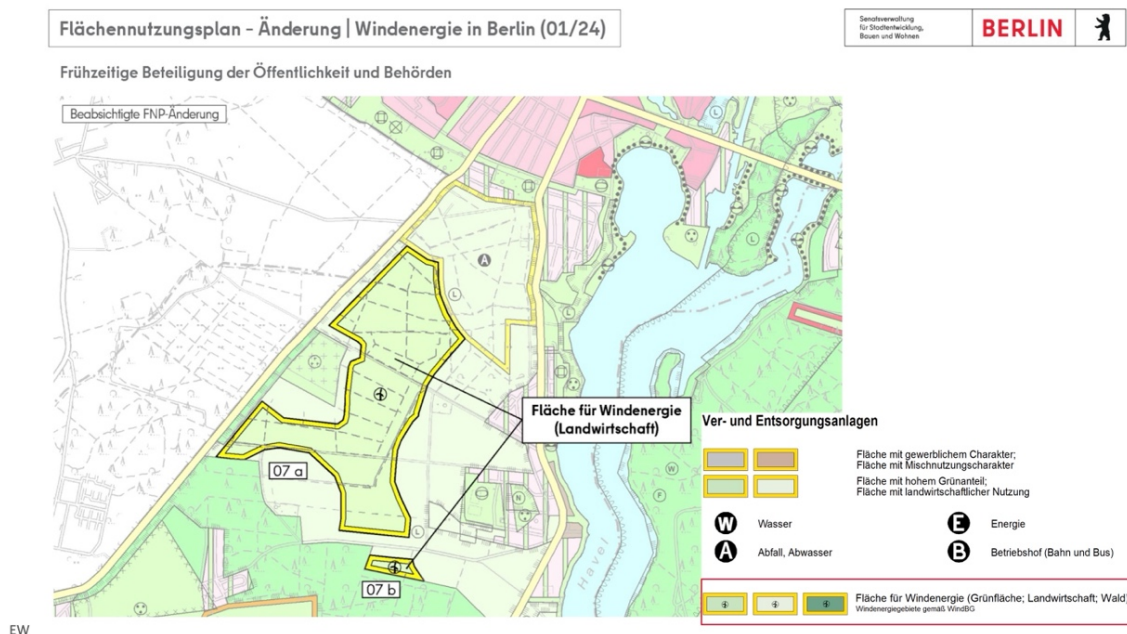 Flächennutzungsplan – Änderung | Windenergie in Berlin (01/24)
Senatsverwaltung
für Stadtentwicklung,
Bauen und Wohnen
BERLIN
Frühzeitige Beteiligung der Öffentlichkeit und Behörden
Beabsichtigte FNP-Änderung
L
A
L
L
L
Fläche für Windenergie
(Landwirtschaft)
07 a
W
N
F
L
07 b
Havel
Ver- und Entsorgungsanlagen
Fläche mit gewerblichem Charakter;
Fläche mit Mischnutzungscharakter
Fläche mit hohem Grünanteil;
Fläche mit landwirtschaftlicher Nutzung
W Wasser
E Energie
A Abfall, Abwasser
B Betriebshof (Bahn und Bus)
Fläche für Windenergie (Grünfläche; Landwirtschaft; Wald)
Windenergiegebiete gemäß WindBG
EW